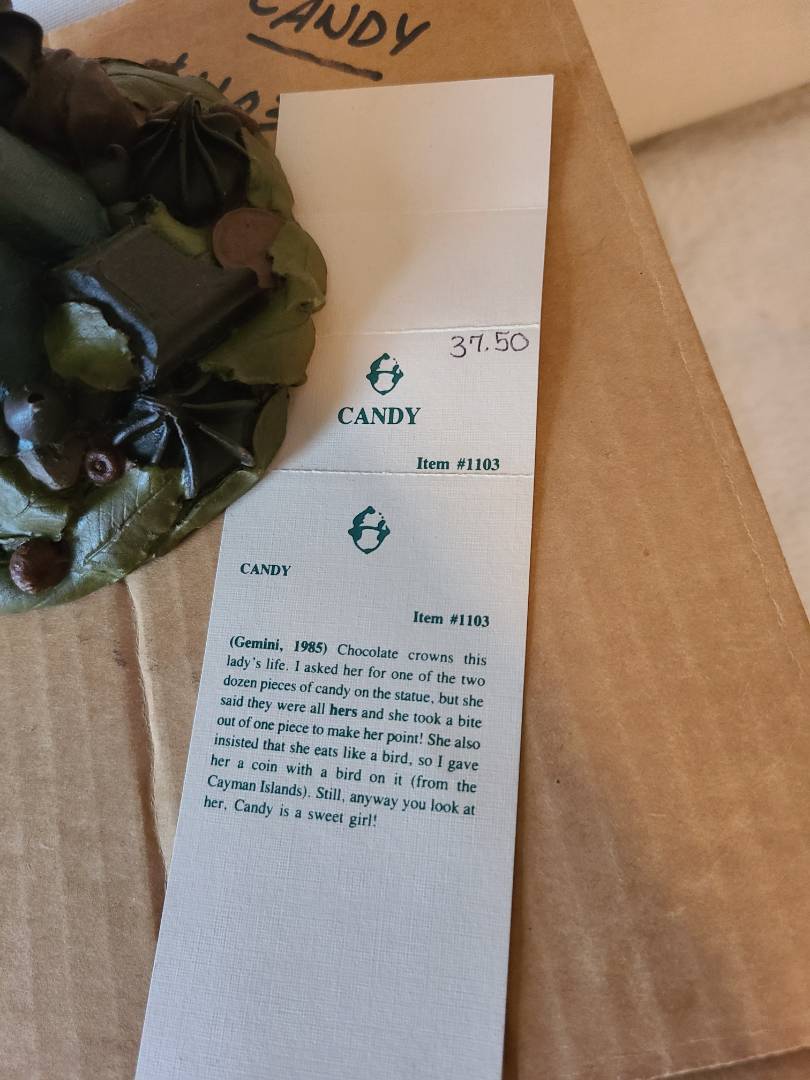 CANDY
37.50
CANDY
Item #1103
CANDY
Item #1103
(Gemini, 1985) Chocolate crowns this
lady's life. I asked her for one of the two
dozen pieces of candy on the statue, but she
said they were all hers and she took a bite
out of one piece to make her point! She also
insisted that she eats like a bird, so I gave
her a coin with a bird on it (from the
Cayman Islands). Still, anyway you look at
her, Candy is a sweet girl!